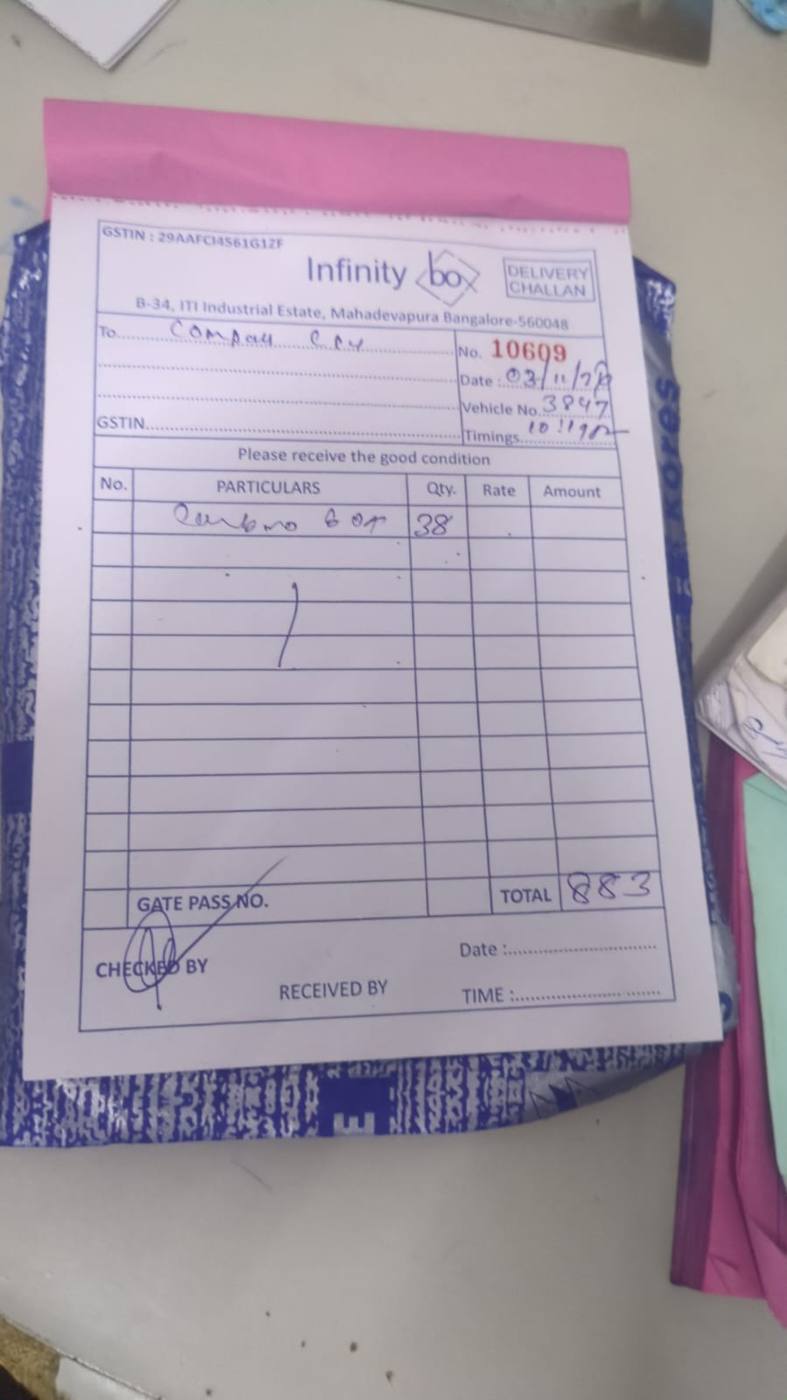 GSTIN : 29AAFCI4561G1ZF
Infinity box
DELIVERY CHALLAN
B-34, ITI Industrial Estate, Mahadevapura Bangalore-560048
To
No. 10609
Date : 03/11/
Vehicle No. 3847
GSTIN
Timings
Please receive the good condition
No. PARTICULARS Qty. Rate Amount
38
GATE PASS NO. TOTAL 883
CHECKED BY
RECEIVED BY
Date :
TIME :
E